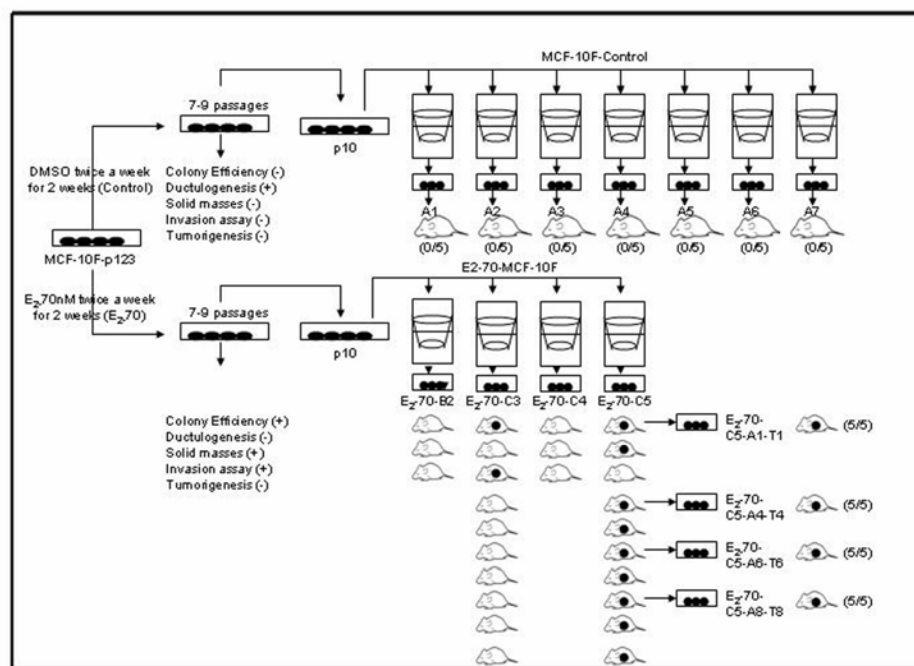 MCF-10F-Control
7-9 passages
p10
DMSO twice a week
for 2 weeks (Control)
Colony Efficiency (-)
Ductulogenesis (+)
Solid masses (-)
Invasion assay (-)
Tumorigenesis (-)
A1 A2 A3 A4 A5 A6 A7
(0/5) (0/5) (0/5) (0/5) (0/5) (0/5) (0/5)
MCF-10F-p123
E2-70-MCF-10F
E2-70nM twice a week
for 2 weeks (E2-70)
7-9 passages
p10
E2-70-B2 E2-70-C3 E2-70-C4 E2-70-C5
Colony Efficiency (+)
Ductulogenesis (-)
Solid masses (+)
Invasion assay (+)
Tumorigenesis (-)
E2-70-
C5-A1-T1
(5/5)
E2-70-
C5-A4-T4
(5/5)
E2-70-
C5-A6-T6
(5/5)
E2-70-
C5-A8-T8
(5/5)